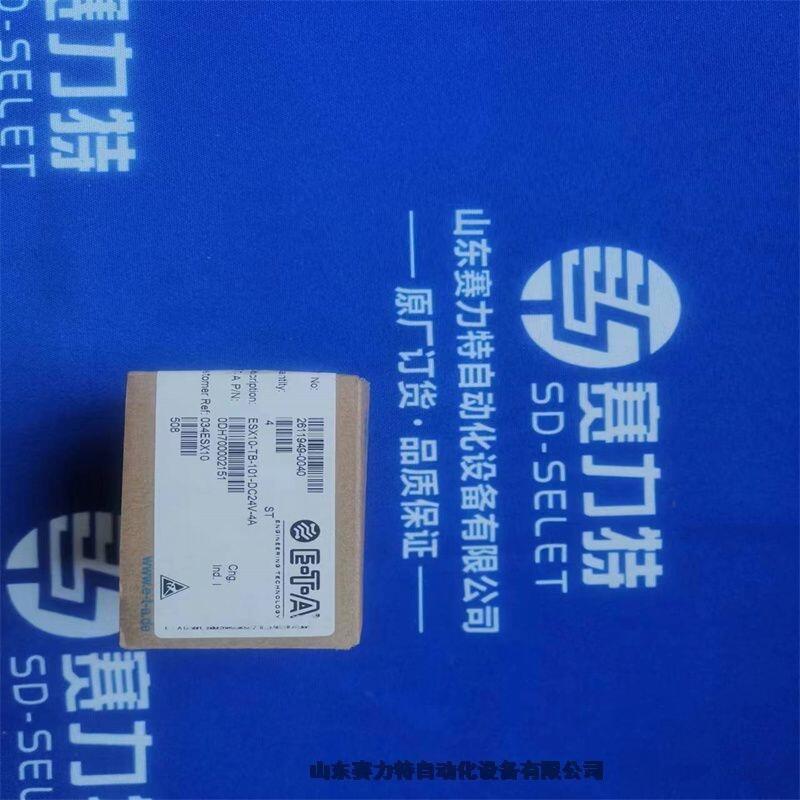 赛力特
SD-SELET
山东赛力特自动化设备有限公司
原厂订货·品质保证
赛力特
SD-SELET
No:
2611949-0040
4
ST
ESX10-TB-101-DC24V-4A
A P/N:
0DH700002151
Ref: 034ESX10
508
Cng.
Ind. I
E-T-A
ENGINEERING TECHNOLOGY
www.e-t-a.de
赛力特
SD-SELET
山东赛力特自动化设备有限公司